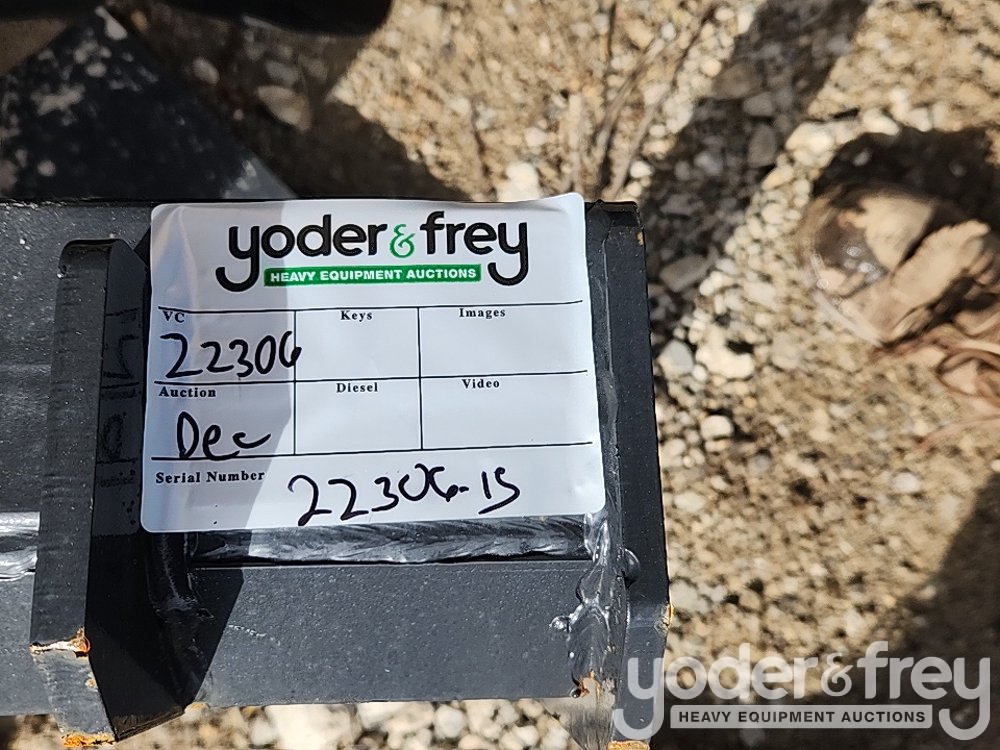 yoder & frey
HEAVY EQUIPMENT AUCTIONS
VC Keys Images
22306
Auction Diesel Video
Dec
Serial Number 22306-15
yoder & frey
HEAVY EQUIPMENT AUCTIONS